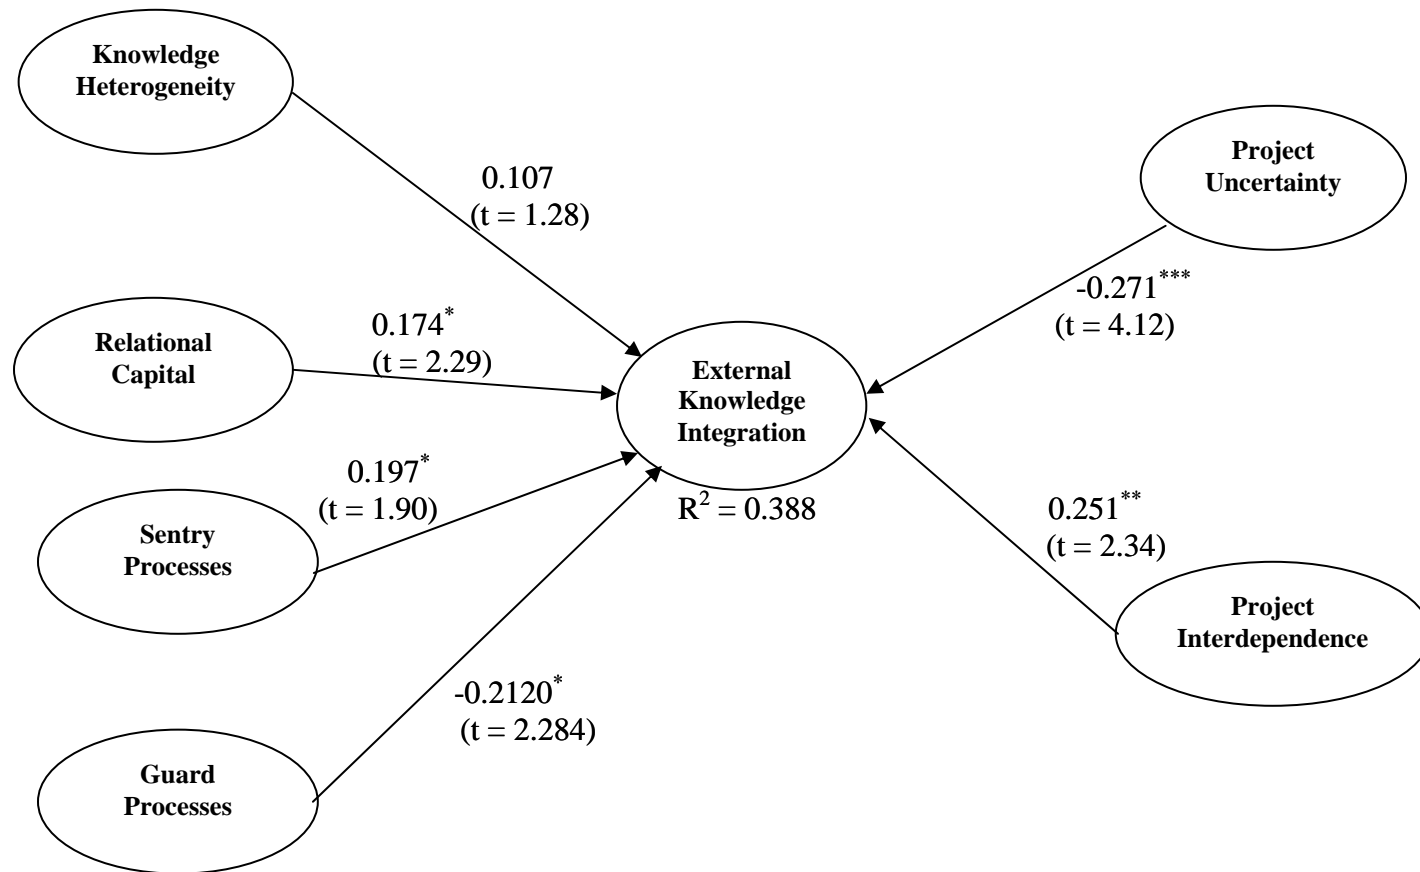 Knowledge
Heterogeneity
0.107
(t = 1.28)
Project
Uncertainty
-0.271***
(t = 4.12)
Relational
Capital
0.174*
(t = 2.29)
External
Knowledge
Integration
R² = 0.388
Sentry
Processes
0.197*
(t = 1.90)
0.251**
(t = 2.34)
Project
Interdependence
Guard
Processes
-0.2120*
(t = 2.284)